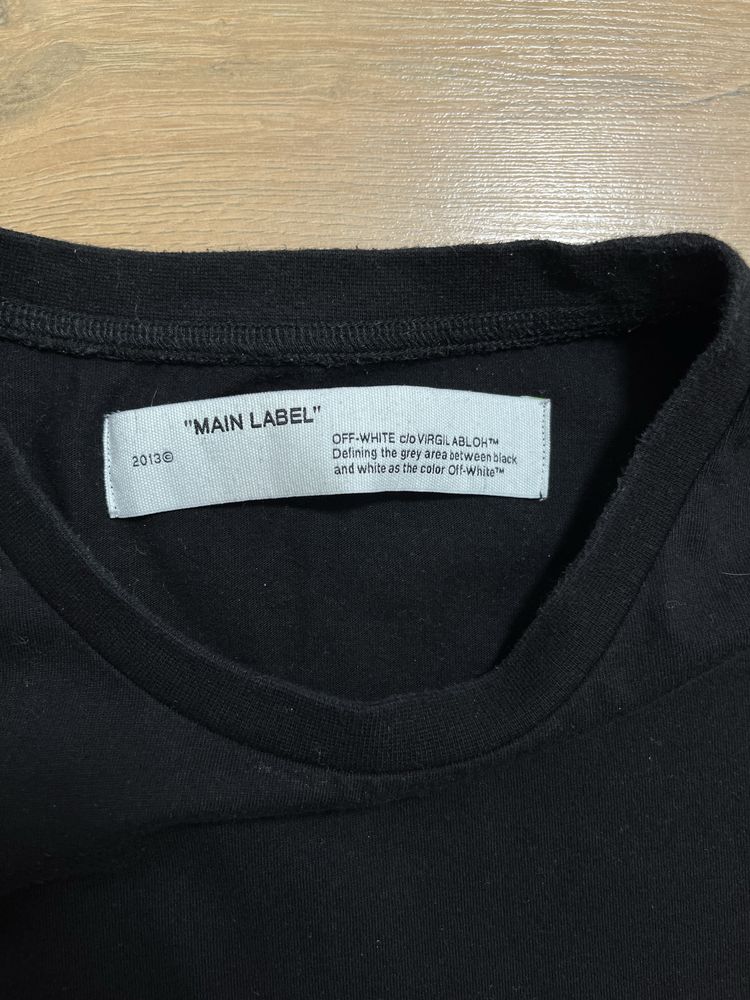 "MAIN LABEL"
2013©
OFF-WHITE c/o VIRGIL ABLOH™
Defining the grey area between black
and white as the color Off-White™